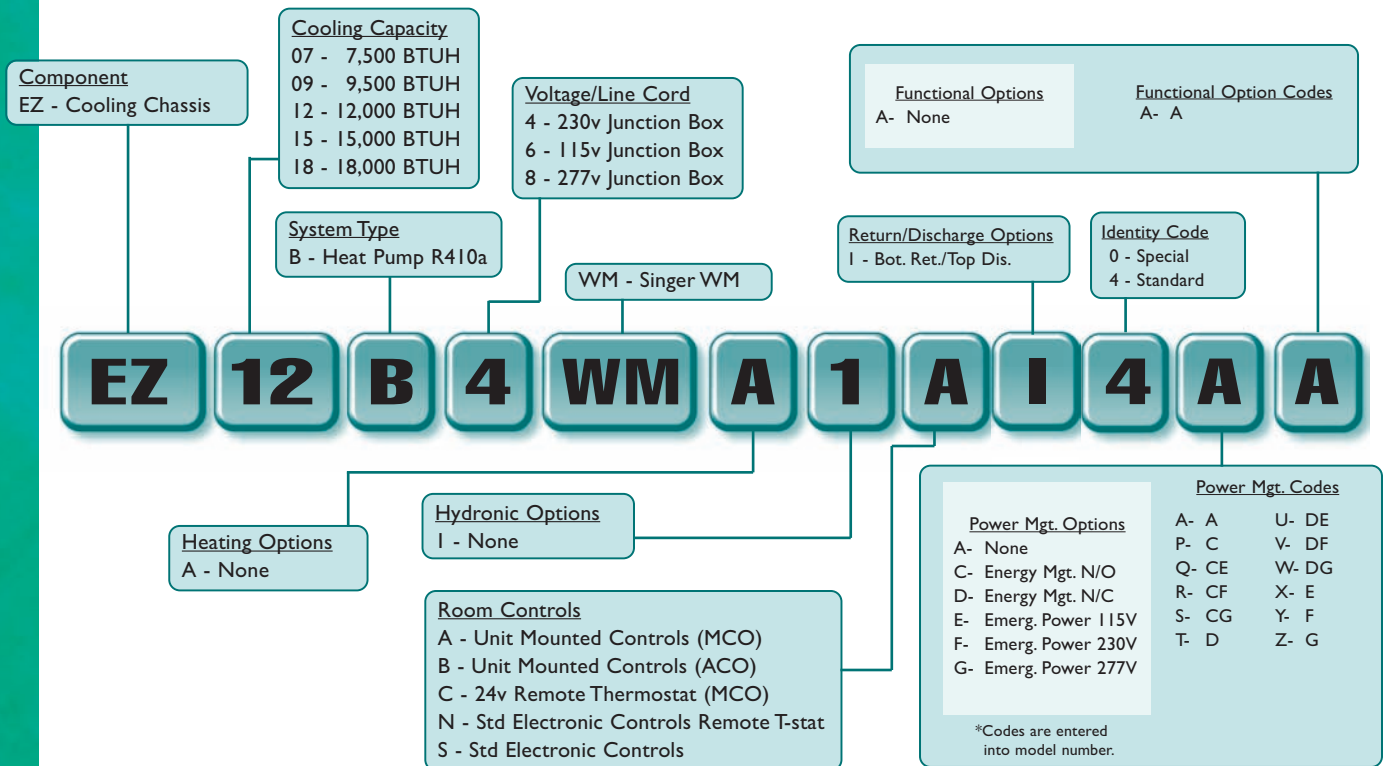 Component
EZ - Cooling Chassis
Cooling Capacity
07 - 7,500 BTUH
09 - 9,500 BTUH
12 - 12,000 BTUH
15 - 15,000 BTUH
18 - 18,000 BTUH
System Type
B - Heat Pump R410a
Voltage/Line Cord
4 - 230v Junction Box
6 - 115v Junction Box
8 - 277v Junction Box
WM - Singer WM
Return/Discharge Options
1 - Bot. Ret./Top Dis.
Identity Code
0 - Special
4 - Standard
Functional Options
A- None
Functional Option Codes
A- A
EZ 12 B 4 WM A 1 A I 4 A A
Heating Options
A - None
Hydronic Options
1 - None
Room Controls
A - Unit Mounted Controls (MCO)
B - Unit Mounted Controls (ACO)
C - 24v Remote Thermostat (MCO)
N - Std Electronic Controls Remote T-stat
S - Std Electronic Controls
Power Mgt. Options
A- None
C- Energy Mgt. N/O
D- Energy Mgt. N/C
E- Emerg. Power 115V
F- Emerg. Power 230V
G- Emerg. Power 277V
*Codes are entered
into model number.
Power Mgt. Codes
A- A U- DE
P- C V- DF
Q- CE W- DG
R- CF X- E
S- CG Y- F
T- D Z- G